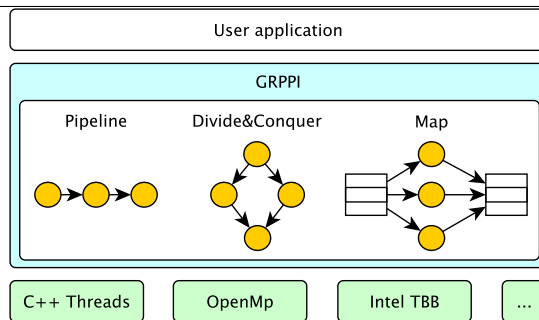 User application
GRPPI
Pipeline Divide&Conquer Map
C++ Threads OpenMp Intel TBB ...